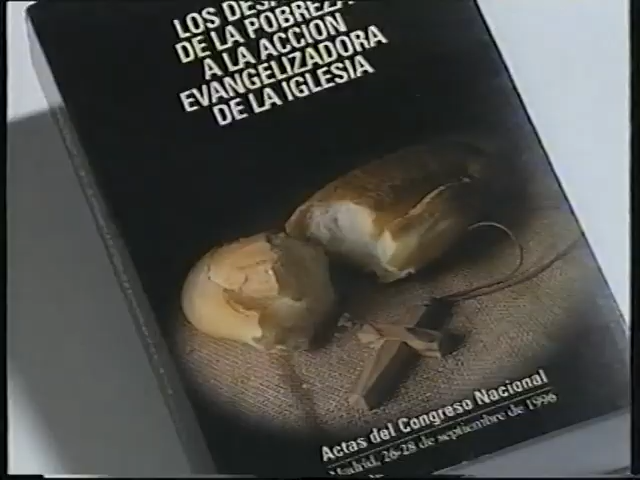 LOS
DE LA POBREZA
A LA ACCION
EVANGELIZADORA
DE LA IGLESIA
Actas del Congreso Nacional
Madrid, 26-28 de septiembre de 1996